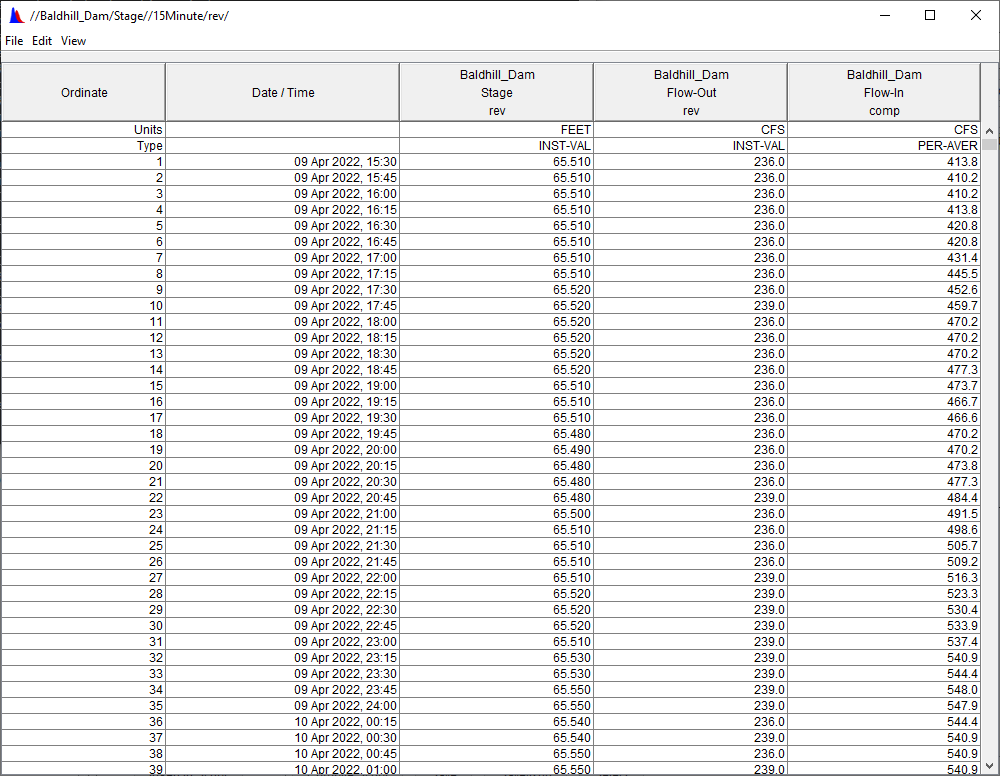 //Baldhill_Dam/Stage//15Minute/rev/
File Edit View
Ordinate Date / Time Baldhill_Dam Stage rev Baldhill_Dam Flow-Out rev Baldhill_Dam Flow-In comp
Units FEET CFS CFS
Type INST-VAL INST-VAL PER-AVER
1 09 Apr 2022, 15:30 65.510 236.0 413.8
2 09 Apr 2022, 15:45 65.510 236.0 410.2
3 09 Apr 2022, 16:00 65.510 236.0 410.2
4 09 Apr 2022, 16:15 65.510 236.0 413.8
5 09 Apr 2022, 16:30 65.510 236.0 420.8
6 09 Apr 2022, 16:45 65.510 236.0 420.8
7 09 Apr 2022, 17:00 65.510 236.0 431.4
8 09 Apr 2022, 17:15 65.510 236.0 445.5
9 09 Apr 2022, 17:30 65.520 236.0 452.6
10 09 Apr 2022, 17:45 65.520 239.0 459.7
11 09 Apr 2022, 18:00 65.520 236.0 470.2
12 09 Apr 2022, 18:15 65.520 236.0 470.2
13 09 Apr 2022, 18:30 65.520 236.0 470.2
14 09 Apr 2022, 18:45 65.520 236.0 477.3
15 09 Apr 2022, 19:00 65.520 236.0 473.7
16 09 Apr 2022, 19:15 65.520 236.0 466.7
17 09 Apr 2022, 19:30 65.520 236.0 466.6
18 09 Apr 2022, 19:45 65.480 236.0 470.2
19 09 Apr 2022, 20:00 65.490 236.0 470.2
20 09 Apr 2022, 20:15 65.480 236.0 473.8
21 09 Apr 2022, 20:30 65.480 236.0 477.3
22 09 Apr 2022, 20:45 65.480 239.0 484.4
23 09 Apr 2022, 21:00 65.500 236.0 491.5
24 09 Apr 2022, 21:15 65.510 236.0 498.6
25 09 Apr 2022, 21:30 65.510 236.0 505.7
26 09 Apr 2022, 21:45 65.510 236.0 509.2
27 09 Apr 2022, 22:00 65.510 239.0 516.3
28 09 Apr 2022, 22:15 65.520 239.0 523.3
29 09 Apr 2022, 22:30 65.520 239.0 530.4
30 09 Apr 2022, 22:45 65.520 239.0 533.9
31 09 Apr 2022, 23:00 65.510 239.0 537.4
32 09 Apr 2022, 23:15 65.530 239.0 540.9
33 09 Apr 2022, 23:30 65.530 239.0 544.4
34 09 Apr 2022, 23:45 65.550 239.0 548.0
35 09 Apr 2022, 24:00 65.550 239.0 547.9
36 10 Apr 2022, 00:15 65.540 236.0 544.4
37 10 Apr 2022, 00:30 65.540 239.0 540.9
38 10 Apr 2022, 00:45 65.550 236.0 540.9
39 10 Apr 2022, 01:00 65.550 239.0 540.9